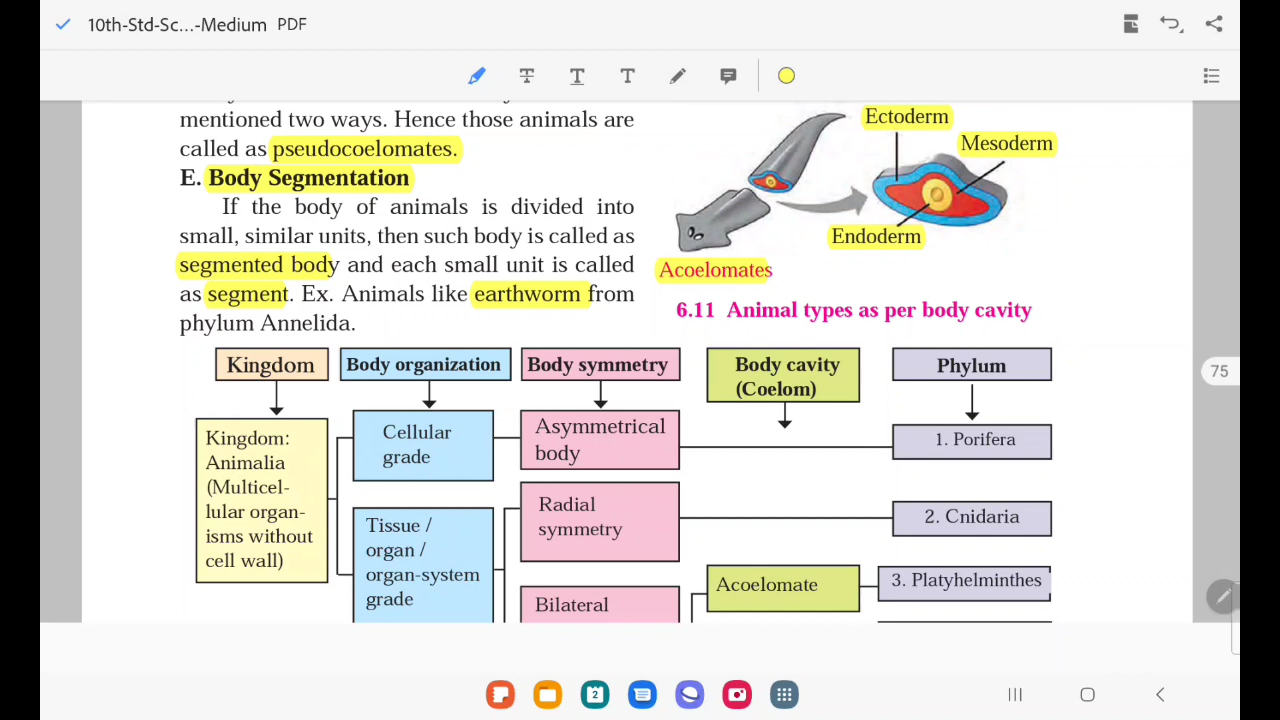 10th-Std-Sc...-Medium PDF
mentioned two ways. Hence those animals are
called as pseudocoelomates.
E. Body Segmentation
If the body of animals is divided into
small, similar units, then such body is called as
segmented body and each small unit is called
as segment. Ex. Animals like earthworm from
phylum Annelida.
Ectoderm
Mesoderm
Endoderm
Acoelomates
6.11 Animal types as per body cavity
75
Kingdom
Body organization
Body symmetry
Body cavity
(Coelom)
Phylum
Kingdom:
Animalia
(Multicel-
lular organ-
isms without
cell wall)
Cellular
grade
Asymmetrical
body
1. Porifera
Tissue /
organ /
organ-system
grade
Radial
symmetry
2. Cnidaria
Bilateral
Acoelomate
3. Platyhelminthes
2